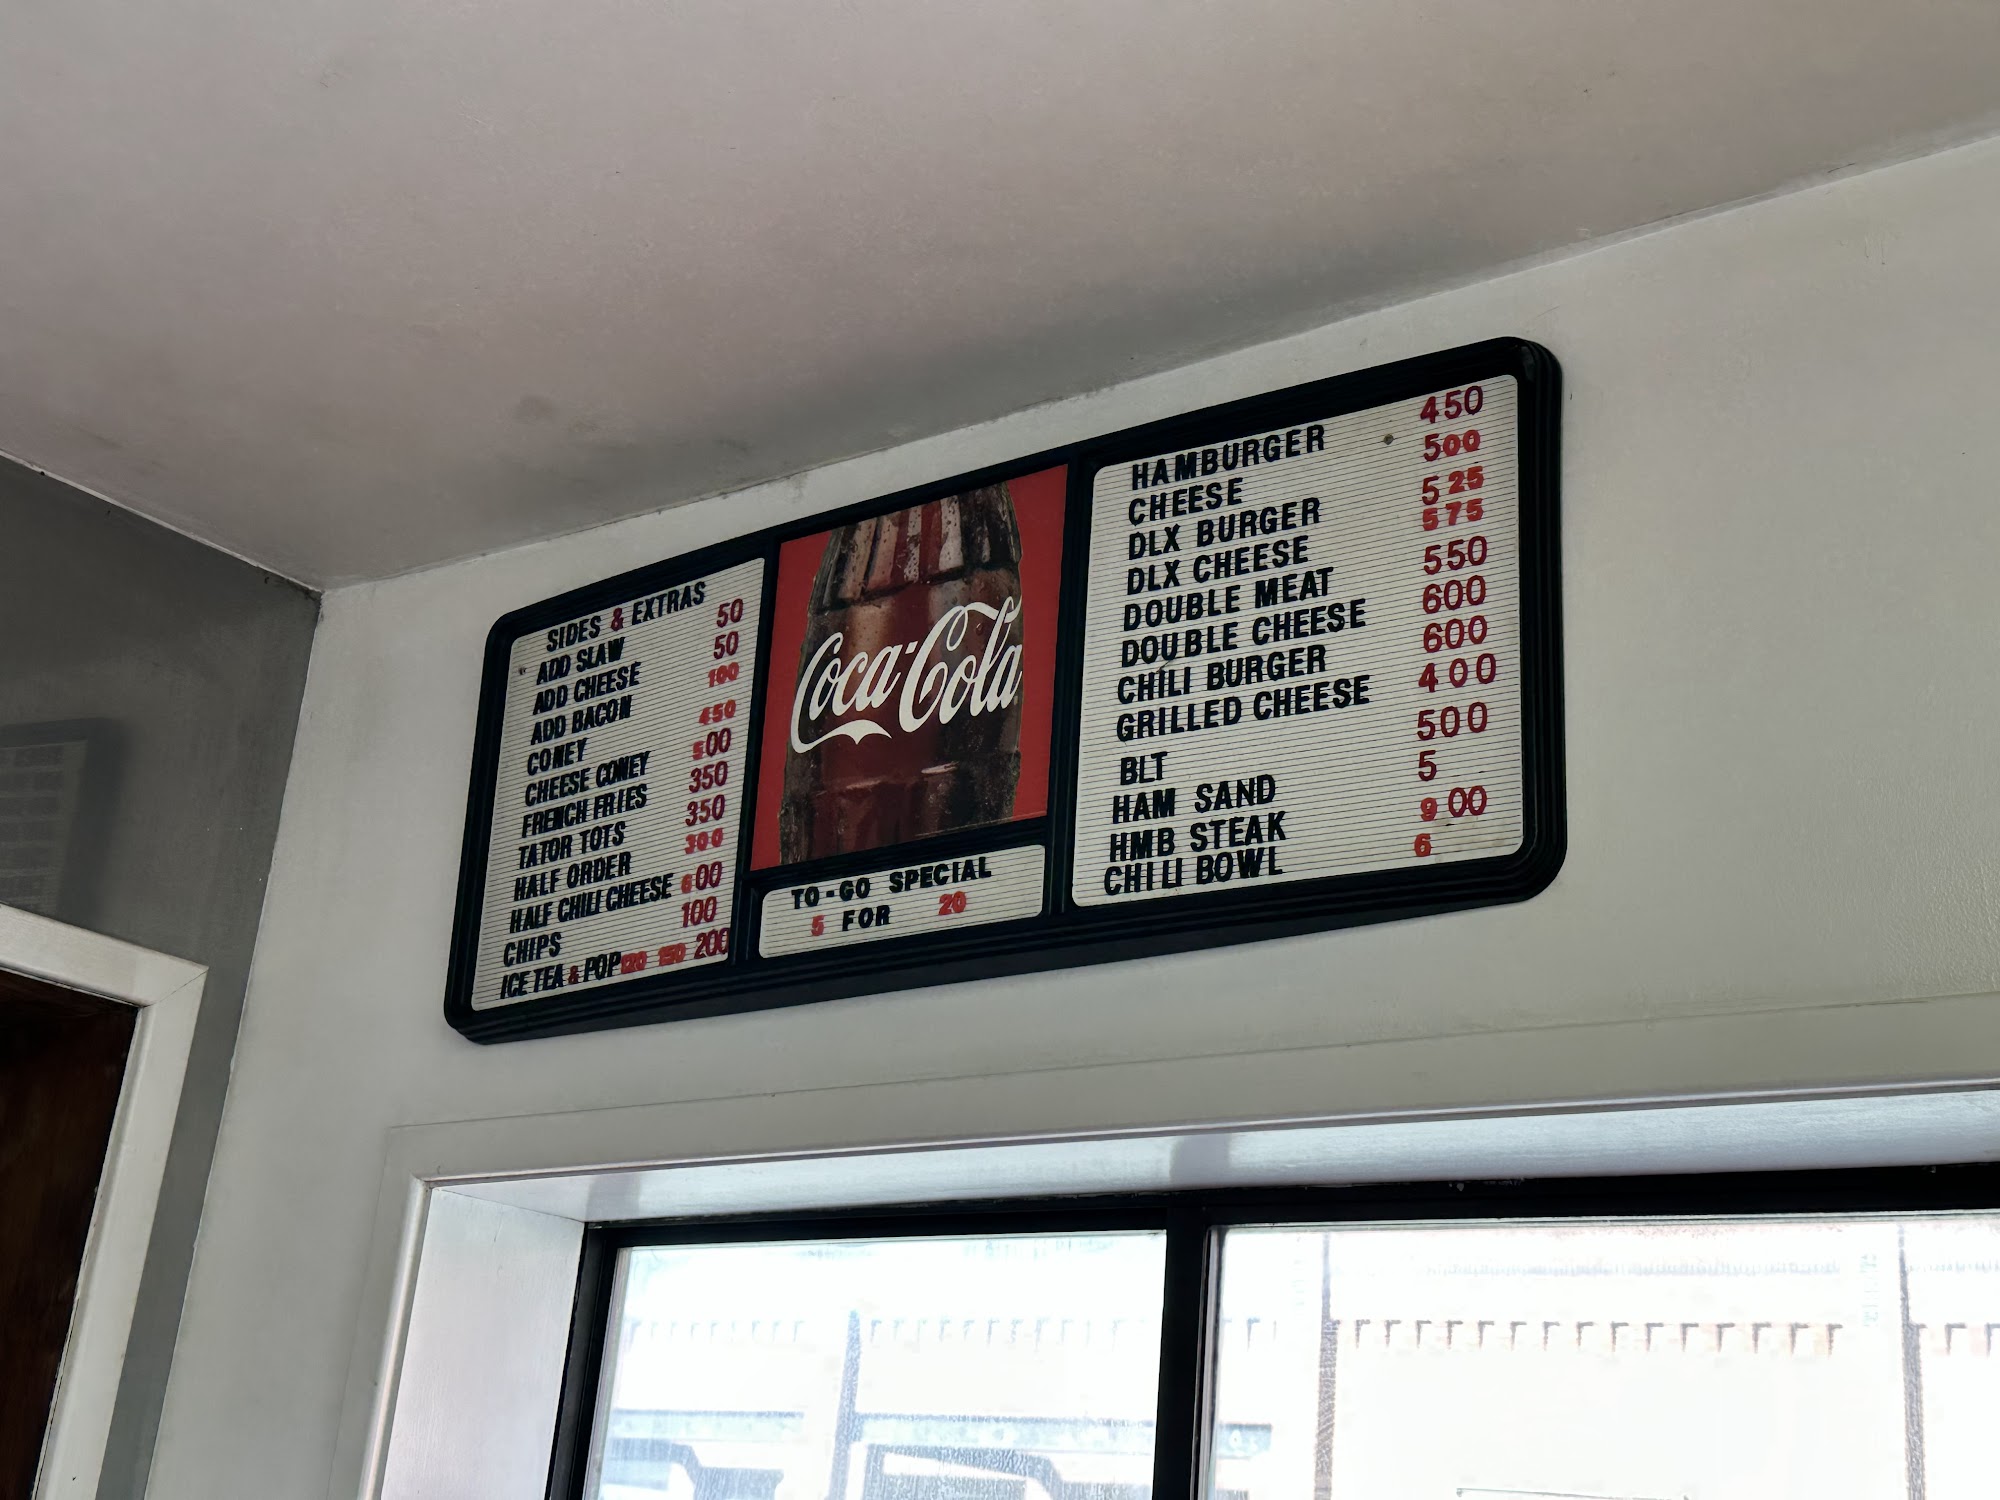 SIDES & EXTRAS
ADD SLAW 50
ADD CHEESE 50
ADD BACON 100
CONEY 450
CHEESE CONEY 500
FRENCH FRIES 350
TATOR TOTS 350
HALF ORDER 300
HALF CHILI CHEESE 600
CHIPS 100
ICE TEA & POP 120 150 200
Coca-Cola
TO-GO SPECIAL
5 FOR 20
HAMBURGER 450
CHEESE 500
DLX BURGER 525
DLX CHEESE 575
DOUBLE MEAT 550
DOUBLE CHEESE 600
CHILI BURGER 600
GRILLED CHEESE 400
BLT 500
HAM SAND 5
HMB STEAK 900
CHILI BOWL 6